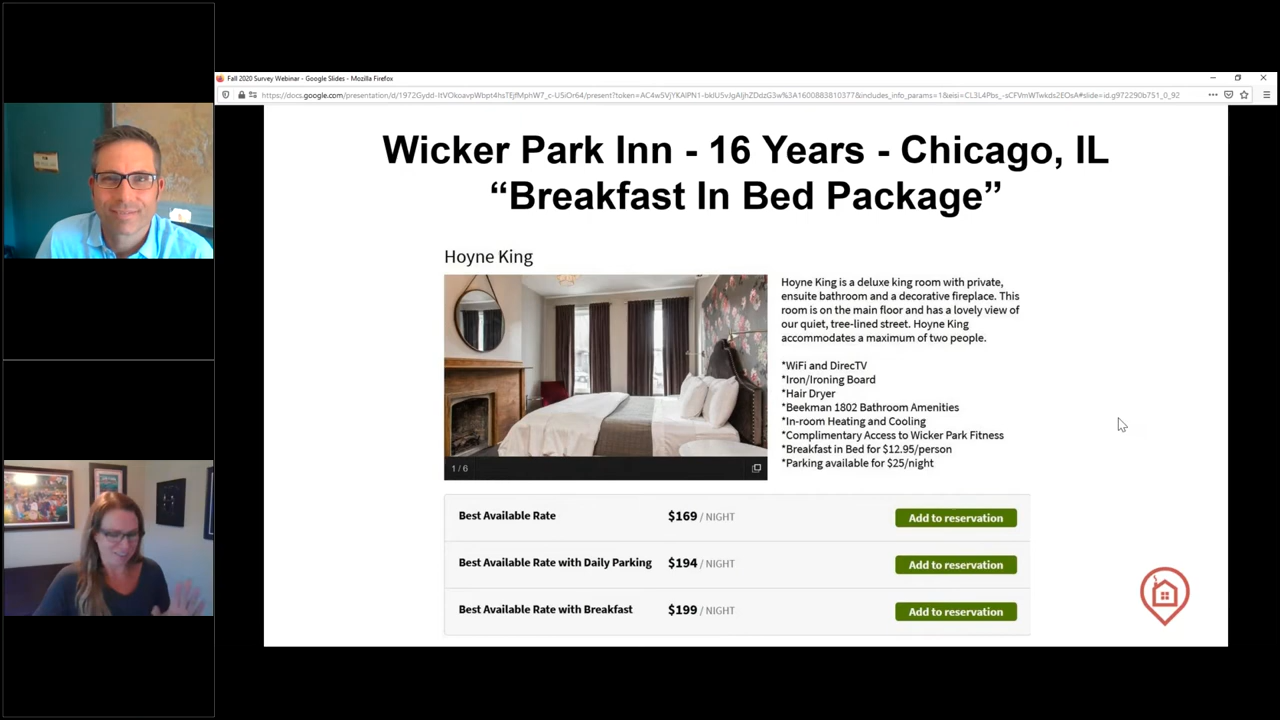 Fall 2020 Survey Webinar - Google Slides - Mozilla Firefox
Wicker Park Inn - 16 Years - Chicago, IL
“Breakfast In Bed Package”
Hoyne King
Hoyne King is a deluxe king room with private,
ensuite bathroom and a decorative fireplace. This
room is on the main floor and has a lovely view of
our quiet, tree-lined street. Hoyne King
accommodates a maximum of two people.
*WiFi and DirecTV
*Iron/Ironing Board
*Hair Dryer
*Beekman 1802 Bathroom Amenities
*In-room Heating and Cooling
*Complimentary Access to Wicker Park Fitness
*Breakfast in Bed for $12.95/person
*Parking available for $25/night
1 / 6
Best Available Rate $169 / NIGHT Add to reservation
Best Available Rate with Daily Parking $194 / NIGHT Add to reservation
Best Available Rate with Breakfast $199 / NIGHT Add to reservation